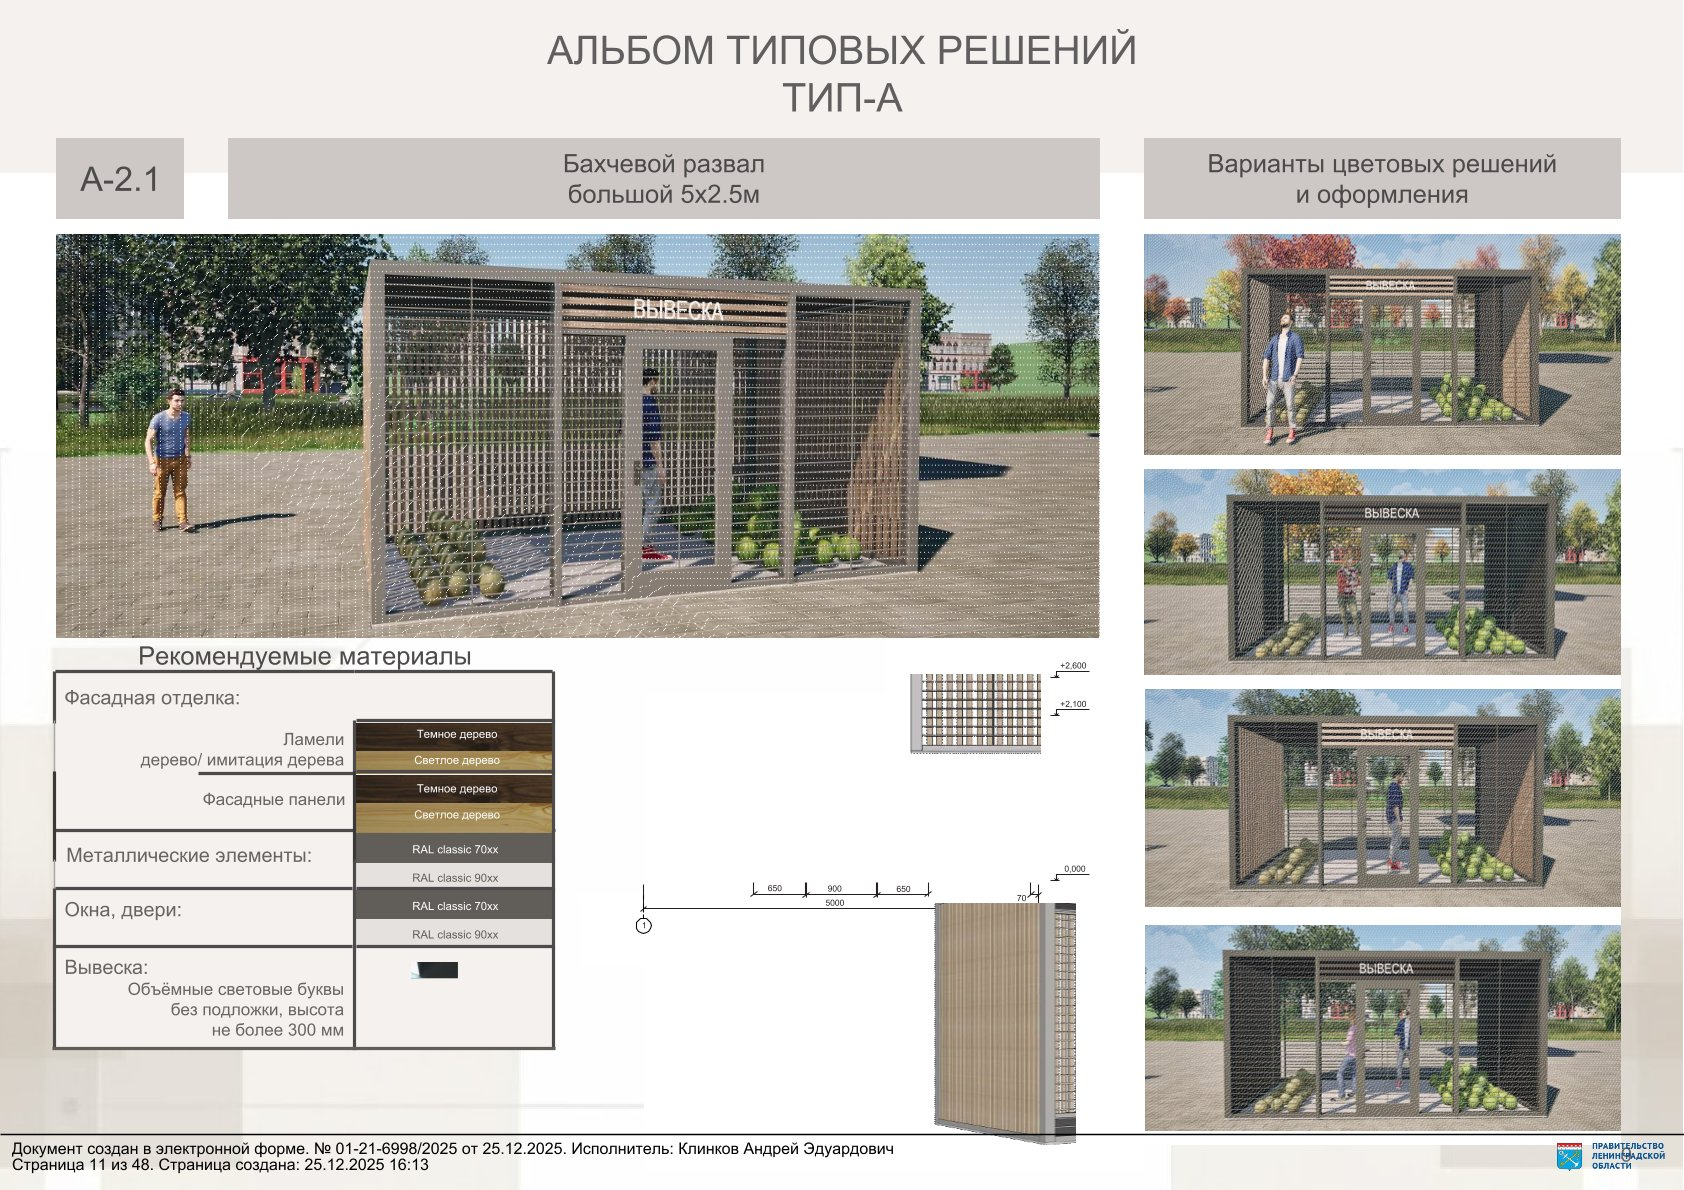 АЛЬБОМ ТИПОВЫХ РЕШЕНИЙ
ТИП-А
А-2.1
Бахчевой развал
большой 5х2.5м
Варианты цветовых решений
и оформления
ВЫВЕСКА
ВЫВЕСКА
ВЫВЕСКА
ВЫВЕСКА
ВЫВЕСКА
Рекомендуемые материалы
Фасадная отделка:
Ламели
дерево/ имитация дерева
Темное дерево
Светлое дерево
Фасадные панели
Темное дерево
Светлое дерево
Металлические элементы:
RAL classic 70xx
RAL classic 90xx
Окна, двери:
RAL classic 70xx
RAL classic 90xx
Вывеска:
Объёмные световые буквы
без подложки, высота
не более 300 мм
+2,600
+2,100
0,000
650
900
650
70
5000
1
Документ создан в электронной форме. № 01-21-6998/2025 от 25.12.2025. Исполнитель: Клинков Андрей Эдуардович
Страница 11 из 48. Страница создана: 25.12.2025 16:13
ПРАВИТЕЛЬСТВО
ЛЕНИНГРАДСКОЙ
ОБЛАСТИ
9